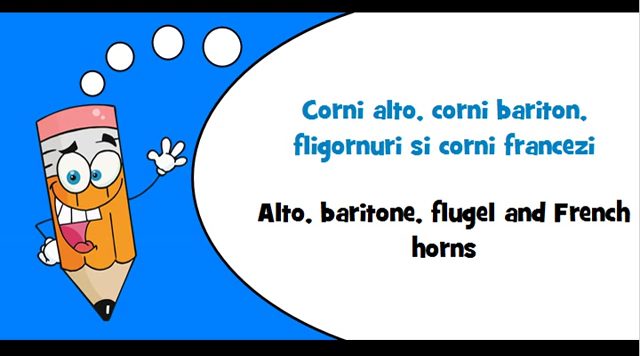 Corni alto, corni bariton,
fligornuri si corni francezi
Alto, baritone, flugel and French
horns